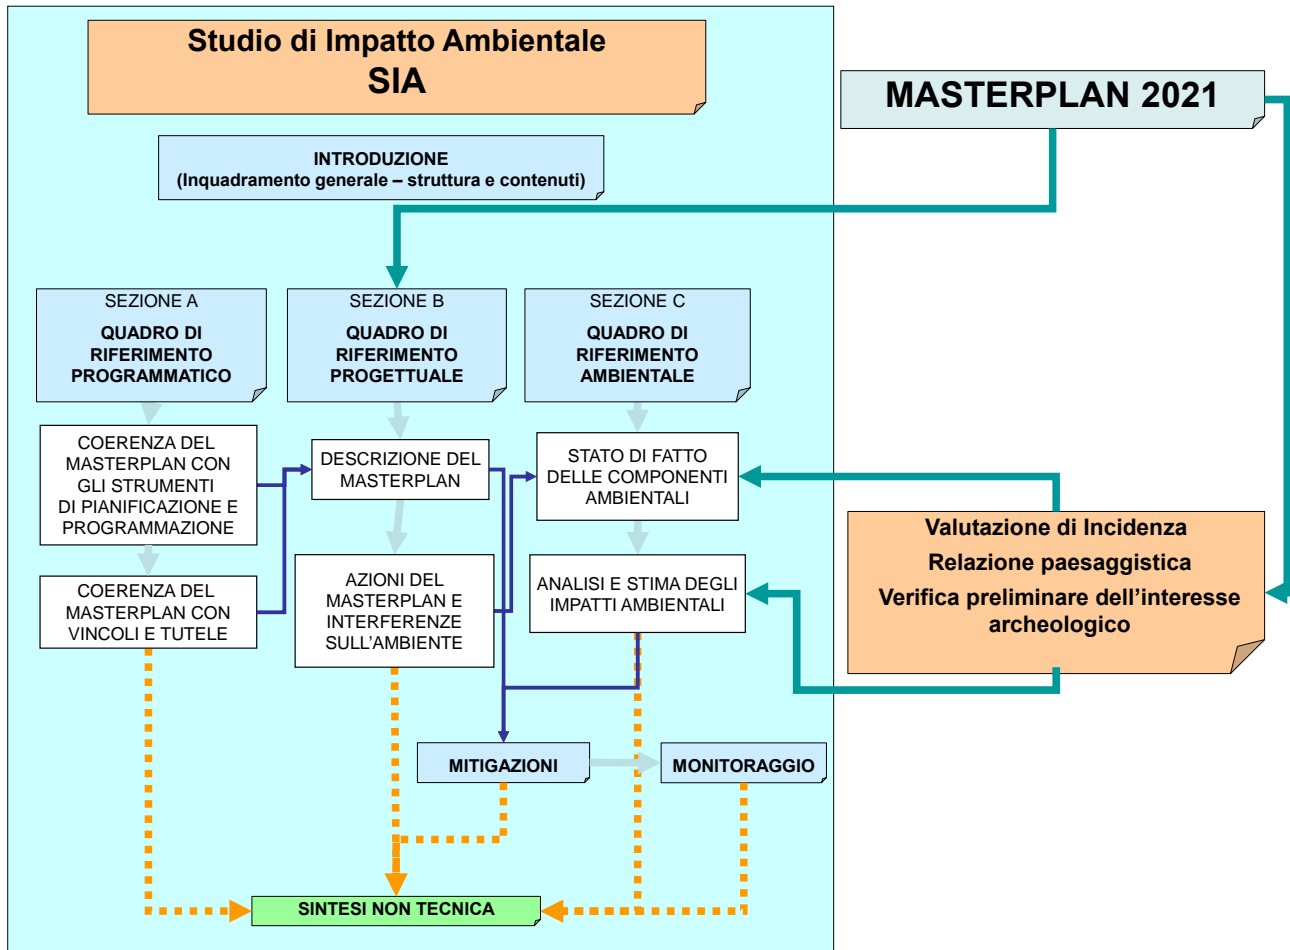 Studio di Impatto Ambientale
SIA
MASTERPLAN 2021
INTRODUZIONE
(Inquadramento generale – struttura e contenuti)
SEZIONE A
QUADRO DI
RIFERIMENTO
PROGRAMMATICO
SEZIONE B
QUADRO DI
RIFERIMENTO
PROGETTUALE
SEZIONE C
QUADRO DI
RIFERIMENTO
AMBIENTALE
COERENZA DEL
MASTERPLAN CON
GLI STRUMENTI
DI PIANIFICAZIONE E
PROGRAMMAZIONE
DESCRIZIONE DEL
MASTERPLAN
STATO DI FATTO
DELLE COMPONENTI
AMBIENTALI
Valutazione di Incidenza
Relazione paesaggistica
Verifica preliminare dell'interesse
archeologico
COERENZA DEL
MASTERPLAN CON
VINCOLI E TUTELE
AZIONI DEL
MASTERPLAN E
INTERFERENZE
SULL'AMBIENTE
ANALISI E STIMA DEGLI
IMPATTI AMBIENTALI
MITIGAZIONI
MONITORAGGIO
SINTESI NON TECNICA